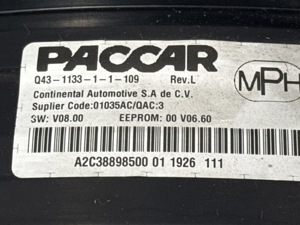 PACCAR
Q43-1133-1-1-109 Rev.L
MPH
Continental Automotive S.A de C.V.
Suplier Code:01035AC/QAC:3
SW: V08.00 EEPROM: 00 V06.60
A2C38898500 01 1926 111